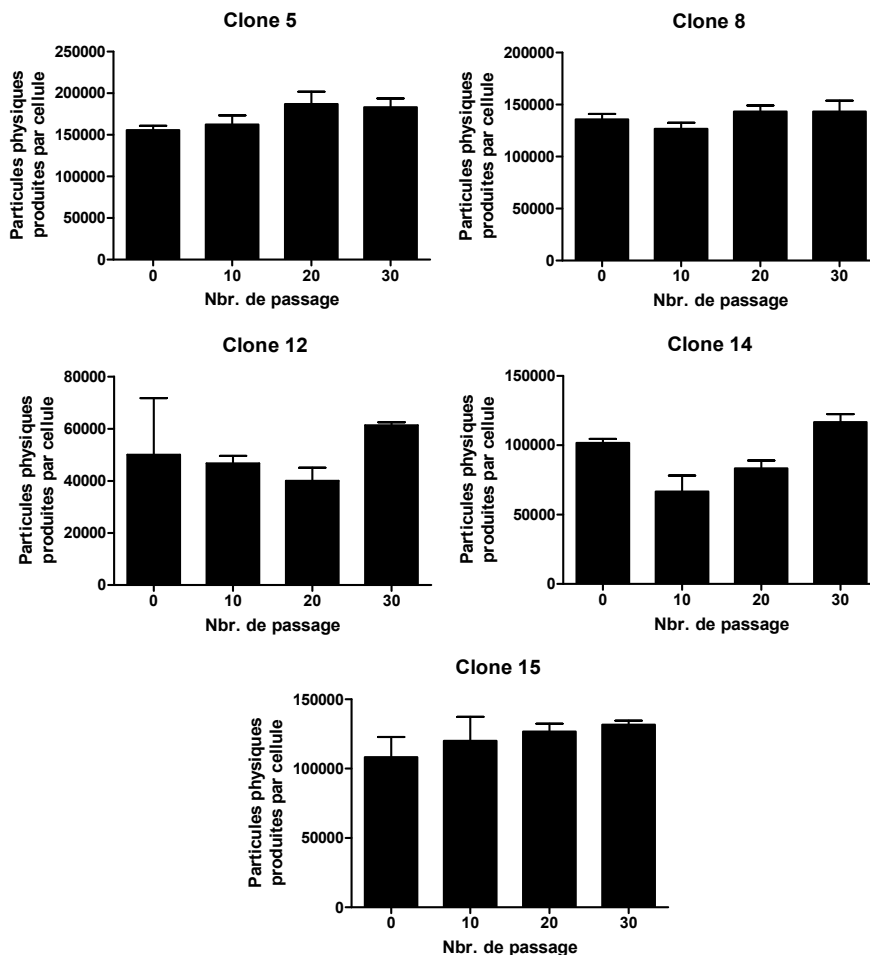 Clone 5
Particules physiques
produites par cellule
250000
200000
150000
100000
50000
0
0 10 20 30
Nbr. de passage
Clone 8
Particules physiques
produites par cellule
200000
150000
100000
50000
0
0 10 20 30
Nbr. de passage
Clone 12
Particules physiques
produites par cellule
80000
60000
40000
20000
0
0 10 20 30
Nbr. de passage
Clone 14
Particules physiques
produites par cellule
150000
100000
50000
0
0 10 20 30
Nbr. de passage
Clone 15
Particules physiques
produites par cellule
150000
100000
50000
0
0 10 20 30
Nbr. de passage